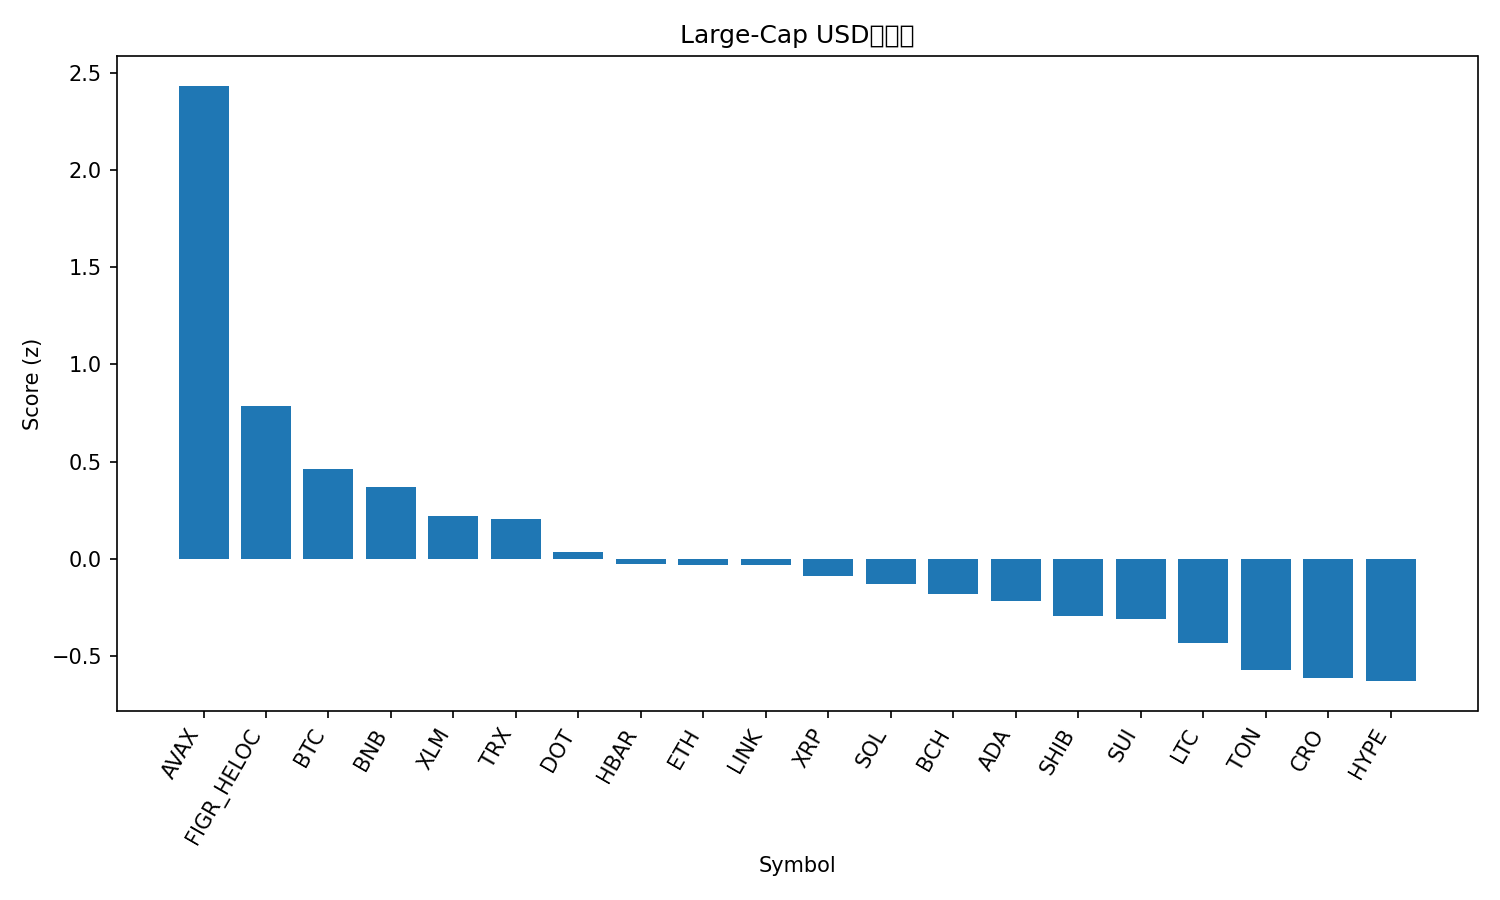 Large-Cap USD
Score (z)
2.5
2.0
1.5
1.0
0.5
0.0
−0.5
AVAX
FIGR_HELOC
BTC
BNB
XLM
TRX
DOT
HBAR
ETH
LINK
XRP
SOL
BCH
ADA
SHIB
SUI
LTC
TON
CRO
HYPE
Symbol